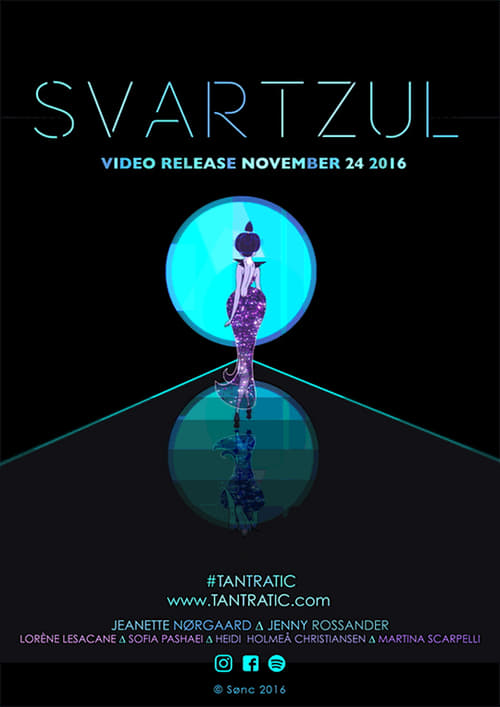 SVARTZUL
VIDEO RELEASE NOVEMBER 24 2016
#TANTRATIC
www.TANTRATIC.com
JEANETTE NØRGAARD ∆ JENNY ROSSANDER
LORÈNE LESACANE ∆ SOFIA PASHAEI ∆ HEIDI HOLMEÅ CHRISTIANSEN ∆ MARTINA SCARPELLI
© Sønc 2016